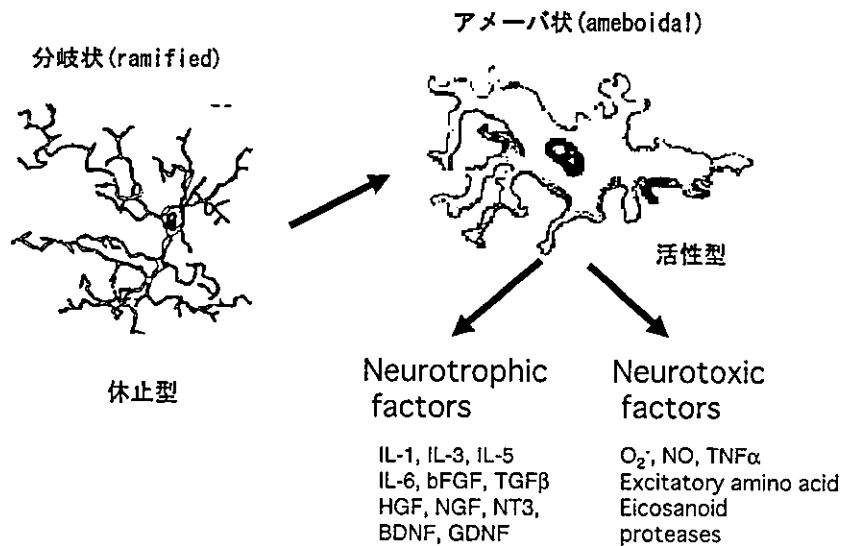 アメーバ状(ameboidal)
分岐状(ramified)
活性型
休止型
Neurotrophic
factors
IL-1, IL-3, IL-5
IL-6, bFGF, TGFβ
HGF, NGF, NT3,
BDNF, GDNF
Neurotoxic
factors
O₂⁻, NO, TNFα
Excitatory amino acid
Eicosanoid
proteases